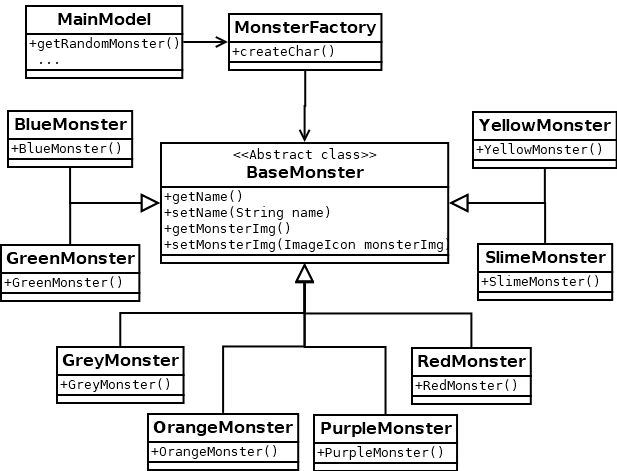 MainModel
+getRandomMonster()
...
MonsterFactory
+createChar()
BlueMonster
+BlueMonster()
YellowMonster
+YellowMonster()
<<Abstract class>>
BaseMonster
+getName()
+setName(String name)
+getMonsterImg()
+setMonsterImg(ImageIcon monsterImg)
GreenMonster
+GreenMonster()
SlimeMonster
+SlimeMonster()
GreyMonster
+GreyMonster()
RedMonster
+RedMonster()
OrangeMonster
+OrangeMonster()
PurpleMonster
+PurpleMonster()